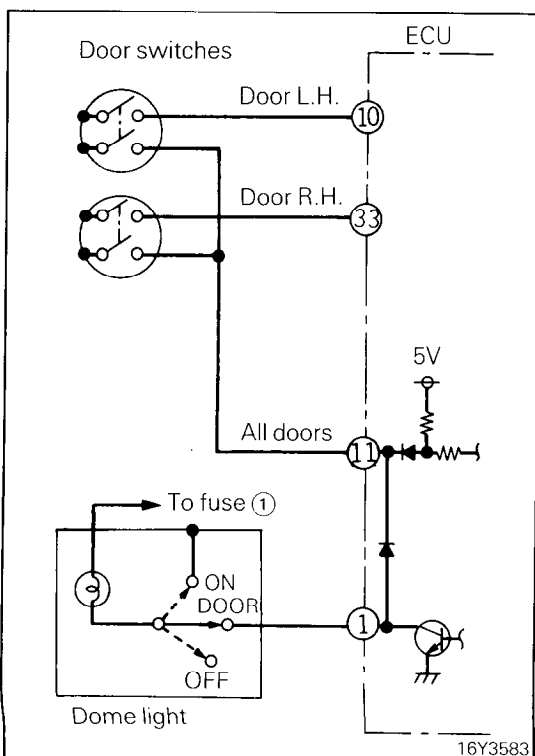 ECU
Door switches
Door L.H.
10
Door R.H.
33
5V
All doors
11
To fuse ①
ON
DOOR
1
OFF
Dome light
16Y3583